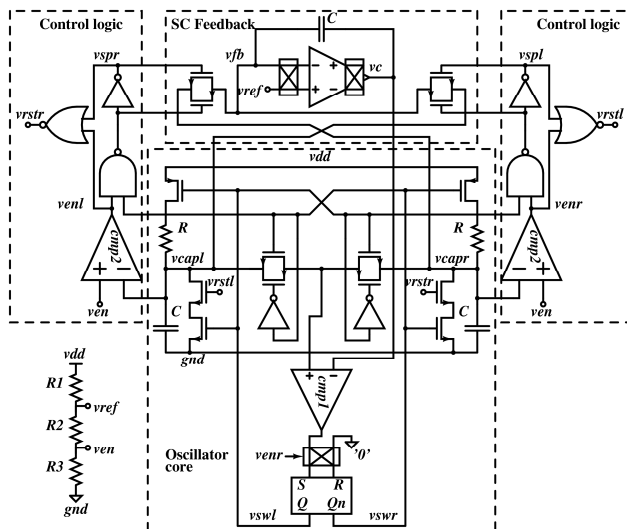 Control logic
SC Feedback
C
Control logic
vspr
vfb
vc
vspl
- +
+ -
vref
vrstr
vrstl
vdd
venl
venr
R
R
cmp2
cmp2
vcapl
vcapr
+ -
- +
vrstl
vrstr
ven
C
C
ven
gnd
vdd
R1
+ -
cmp1
vref
R2
ven
Oscillator
core
R3
venr
'0'
gnd
S R
Q Qn
vswl
vswr